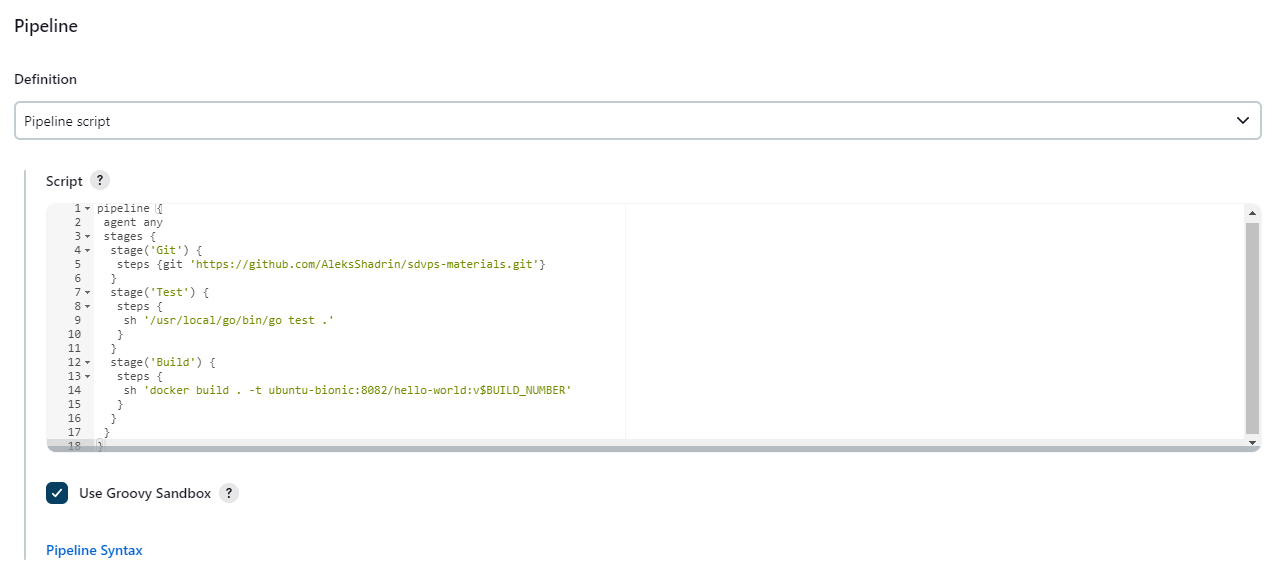 Pipeline
Definition
Pipeline script
Script ?
1 pipeline {
2 agent any
3 stages {
4 stage('Git') {
5 steps {git 'https://github.com/AleksShadrin/sdvps-materials.git'}
6 }
7 stage('Test') {
8 steps {
9 sh '/usr/local/go/bin/go test .'
10 }
11 }
12 stage('Build') {
13 steps {
14 sh 'docker build . -t ubuntu-bionic:8082/hello-world:v$BUILD_NUMBER'
15 }
16 }
17 }
18 }
Use Groovy Sandbox ?
Pipeline Syntax